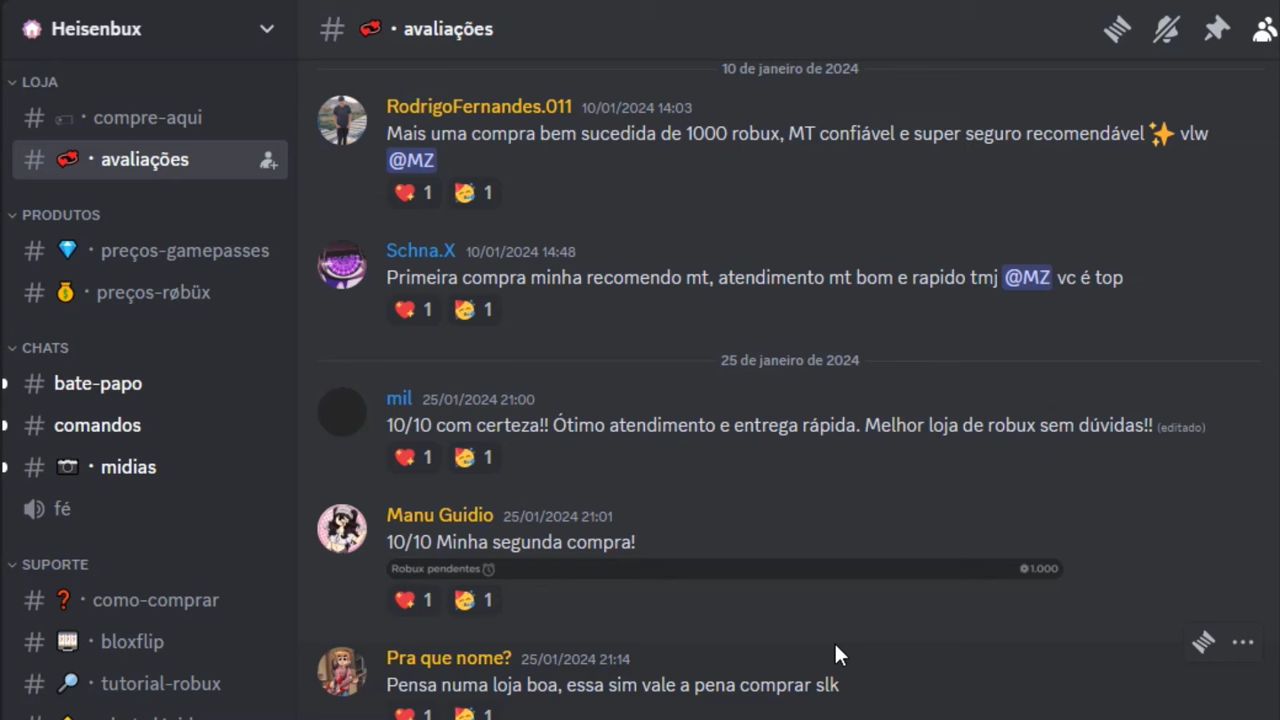 Heisenbux
LOJA
compre-aqui
avaliações
PRODUTOS
preços-gamepasses
preços-røbüx
CHATS
bate-papo
comandos
midias
fé
SUPORTE
como-comprar
bloxflip
tutorial-robux
avaliações
10 de janeiro de 2024
RodrigoFernandes.011 10/01/2024 14:03
Mais uma compra bem sucedida de 1000 robux, MT confiável e super seguro recomendável ✨ vlw
@MZ
1 1
Schna.X 10/01/2024 14:48
Primeira compra minha recomendo mt, atendimento mt bom e rapido tmj @MZ vc é top
1 1
25 de janeiro de 2024
mil 25/01/2024 21:00
10/10 com certeza!! Ótimo atendimento e entrega rápida. Melhor loja de robux sem dúvidas!! (editado)
1 1
Manu Guidio 25/01/2024 21:01
10/10 Minha segunda compra!
Robux pendentes 1.000
1 1
Pra que nome? 25/01/2024 21:14
Pensa numa loja boa, essa sim vale a pena comprar slk
1 1